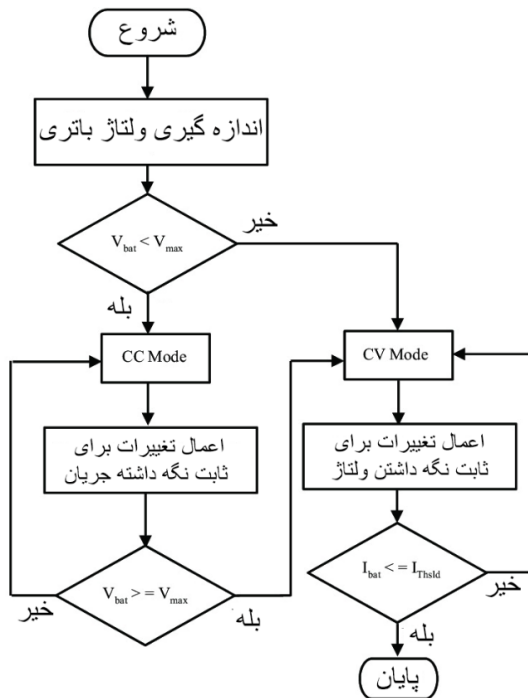 شروع
اندازه گیری ولتاژ باتری
V_bat < V_max
خیر
بله
CC Mode
CV Mode
اعمال تغییرات برای
ثابت نگه داشته جریان
اعمال تغییرات برای
ثابت نگه داشتن ولتاژ
V_bat > = V_max
خیر
بله
I_bat < = I_Thsld
خیر
بله
پایان